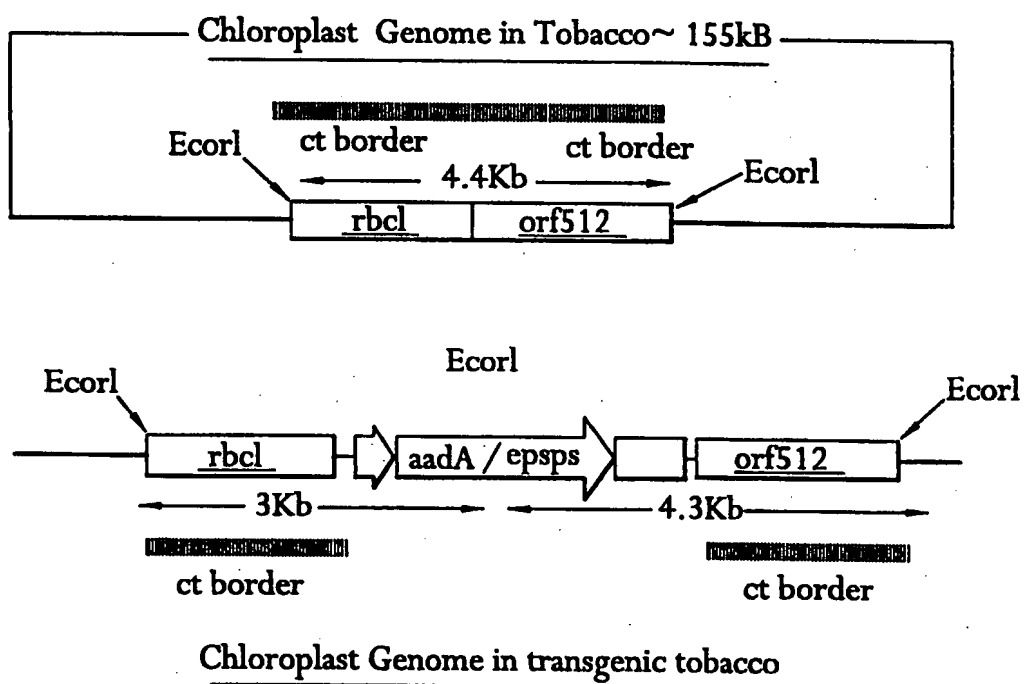 Chloroplast Genome in Tobacco~ 155kB
ct border
ct border
Ecorl
4.4Kb
Ecorl
rbcl
orf512
Ecorl
Ecorl
Ecorl
rbcl
aadA / epsps
orf512
3Kb
4.3Kb
ct border
ct border
Chloroplast Genome in transgenic tobacco